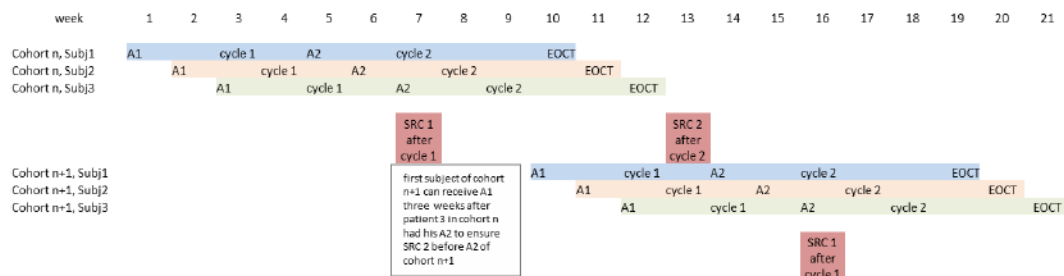 week 1 2 3 4 5 6 7 8 9 10 11 12 13 14 15 16 17 18 19 20 21
Cohort n, Subj1 A1 cycle 1 A2 cycle 2 EOCT
Cohort n, Subj2 A1 cycle 1 A2 cycle 2 EOCT
Cohort n, Subj3 A1 cycle 1 A2 cycle 2 EOCT
SRC 1
after
cycle 1
SRC 2
after
cycle 2
Cohort n+1, Subj1 A1 cycle 1 A2 cycle 2 EOCT
Cohort n+1, Subj2 A1 cycle 1 A2 cycle 2 EOCT
Cohort n+1, Subj3 A1 cycle 1 A2 cycle 2 EOCT
first subject of cohort
n+1 can receive A1
three weeks after
patient 3 in cohort n
had his A2 to ensure
SRC 2 before A2 of
cohort n+1
SRC 1
after
cycle 1